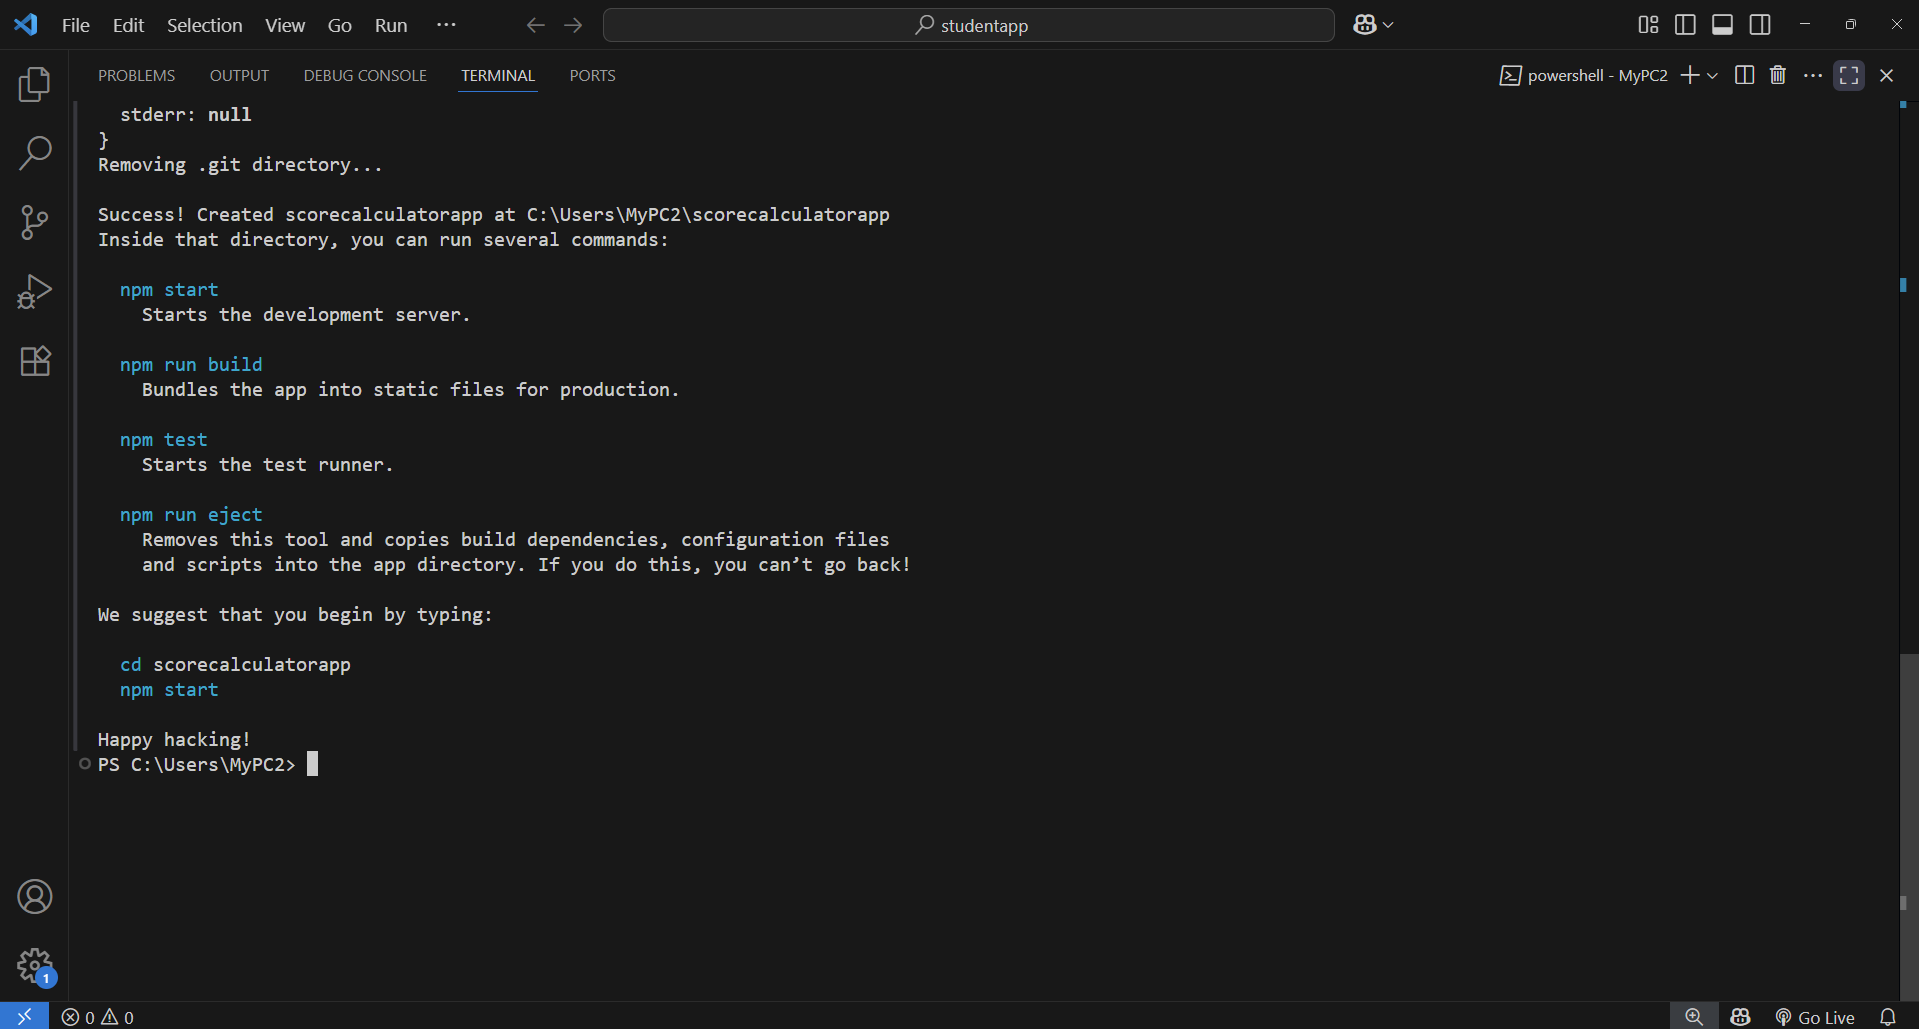 File Edit Selection View Go Run ···
studentapp
PROBLEMS OUTPUT DEBUG CONSOLE TERMINAL PORTS
powershell - MyPC2
stderr: null
}
Removing .git directory...
Success! Created scorecalculatorapp at C:\Users\MyPC2\scorecalculatorapp
Inside that directory, you can run several commands:
npm start
Starts the development server.
npm run build
Bundles the app into static files for production.
npm test
Starts the test runner.
npm run eject
Removes this tool and copies build dependencies, configuration files
and scripts into the app directory. If you do this, you can’t go back!
We suggest that you begin by typing:
cd scorecalculatorapp
npm start
Happy hacking!
PS C:\Users\MyPC2>
1
0 0
Go Live